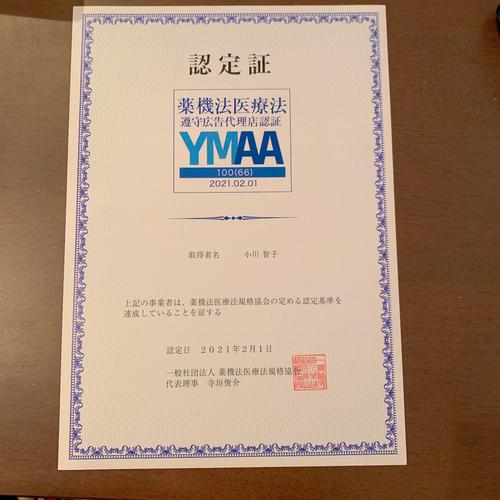 認定証
薬機法医療法
遵守広告代理店認証
YMAA
100(66)
2021.02.01
取得者名　小川 智子
上記の事業者は、薬機法医療法規格協会の定める認定基準を
達成していることを証する
認定日　２０２１年２月１日
一般社団法人 薬機法医療法規格協会
代表理事　寺垣俊介